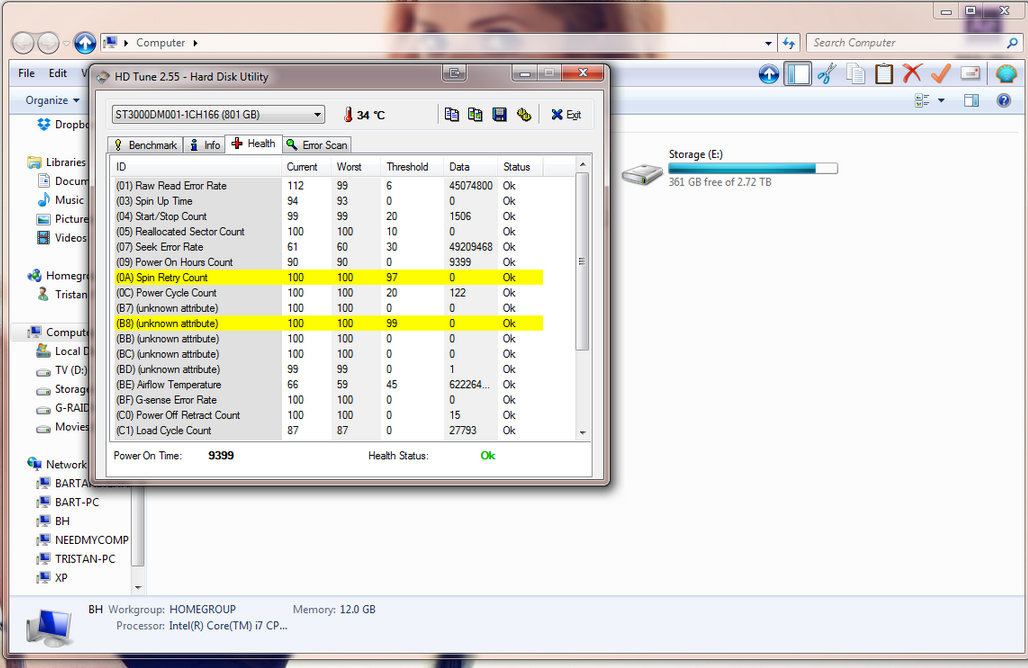 Computer
Search Computer
File Edit V
HD Tune 2.55 - Hard Disk Utility
Organize
ST3000DM001-1CH166 (801 GB)
34 °C
Exit
Benchmark Info Health Error Scan
ID Current Worst Threshold Data Status
(01) Raw Read Error Rate 112 99 6 45074800 Ok
(03) Spin Up Time 94 93 0 0 Ok
(04) Start/Stop Count 99 99 20 1506 Ok
(05) Reallocated Sector Count 100 100 10 0 Ok
(07) Seek Error Rate 61 60 30 49209468 Ok
(09) Power On Hours Count 90 90 0 9399 Ok
(0A) Spin Retry Count 100 100 97 0 Ok
(0C) Power Cycle Count 100 100 20 122 Ok
(B7) (unknown attribute) 100 100 0 0 Ok
(B8) (unknown attribute) 100 100 99 0 Ok
(BB) (unknown attribute) 100 100 0 0 Ok
(BC) (unknown attribute) 100 100 0 0 Ok
(BD) (unknown attribute) 99 99 0 1 Ok
(BE) Airflow Temperature 66 59 45 622264... Ok
(BF) G-sense Error Rate 100 100 0 0 Ok
(C0) Power Off Retract Count 100 100 0 15 Ok
(C1) Load Cycle Count 87 87 0 27793 Ok
Power On Time: 9399 Health Status: Ok
Storage (E:)
361 GB free of 2.72 TB
Dropb
Libraries
Docum
Music
Picture
Videos
Homegr
Tristan
Comput
Local D
TV (D:)
Storag
G-RAID
Movies
Network
BARTA
BART-PC
BH
NEEDMYCOMP
TRISTAN-PC
XP
BH Workgroup: HOMEGROUP Memory: 12.0 GB
Processor: Intel(R) Core(TM) i7 CP...